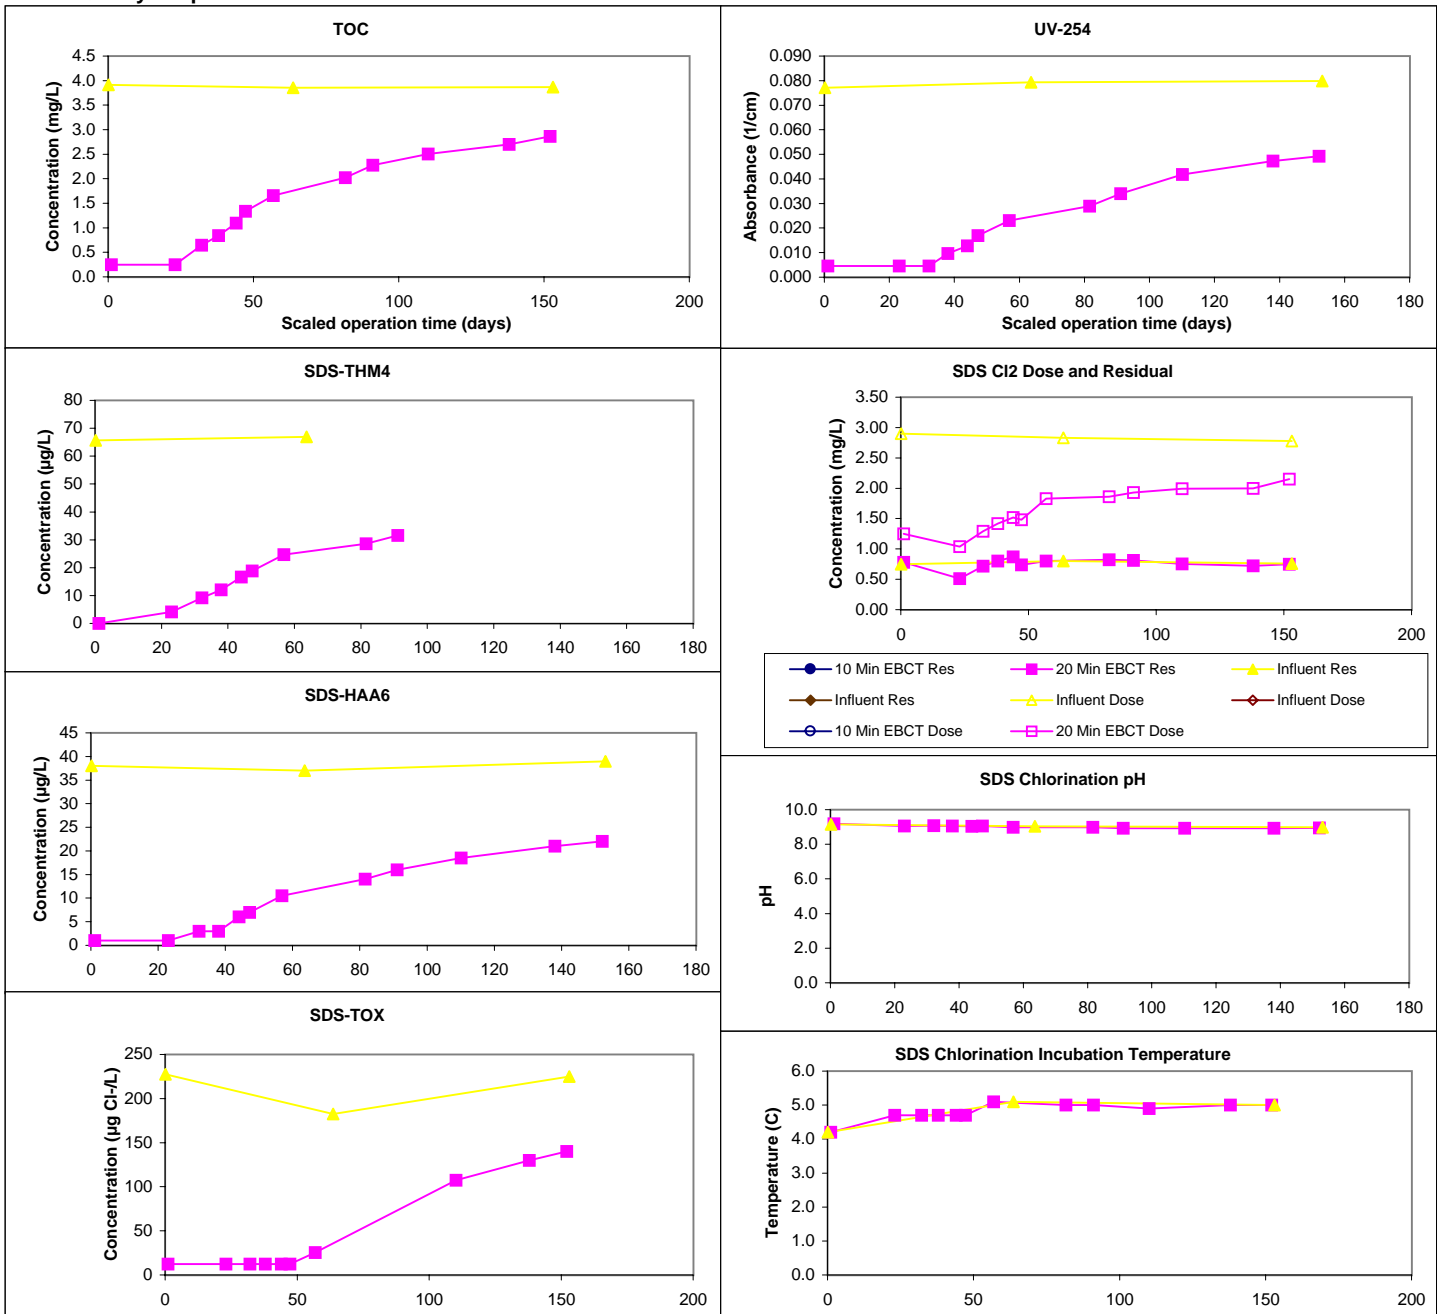 TOC
4.5
4.0
3.5
3.0
2.5
2.0
1.5
1.0
0.5
0.0
Concentration (mg/L)
0 50 100 150 200
Scaled operation time (days)
UV-254
0.090
0.080
0.070
0.060
0.050
0.040
0.030
0.020
0.010
0.000
Absorbance (1/cm)
0 20 40 60 80 100 120 140 160 180
Scaled operation time (days)
SDS-THM4
80
70
60
50
40
30
20
10
0
Concentration (µg/L)
0 20 40 60 80 100 120 140 160 180
SDS Cl2 Dose and Residual
3.50
3.00
2.50
2.00
1.50
1.00
0.50
0.00
Concentration (mg/L)
0 50 100 150 200
10 Min EBCT Res 20 Min EBCT Res Influent Res
Influent Res Influent Dose Influent Dose
10 Min EBCT Dose 20 Min EBCT Dose
SDS-HAA6
45
40
35
30
25
20
15
10
5
0
Concentration (µg/L)
0 20 40 60 80 100 120 140 160 180
SDS Chlorination pH
10.0
8.0
6.0
4.0
2.0
0.0
pH
0 20 40 60 80 100 120 140 160 180
SDS-TOX
250
200
150
100
50
0
Concentration (µg Cl-/L)
0 50 100 150 200
SDS Chlorination Incubation Temperature
6.0
5.0
4.0
3.0
2.0
1.0
0.0
Temperature (C)
0 50 100 150 200